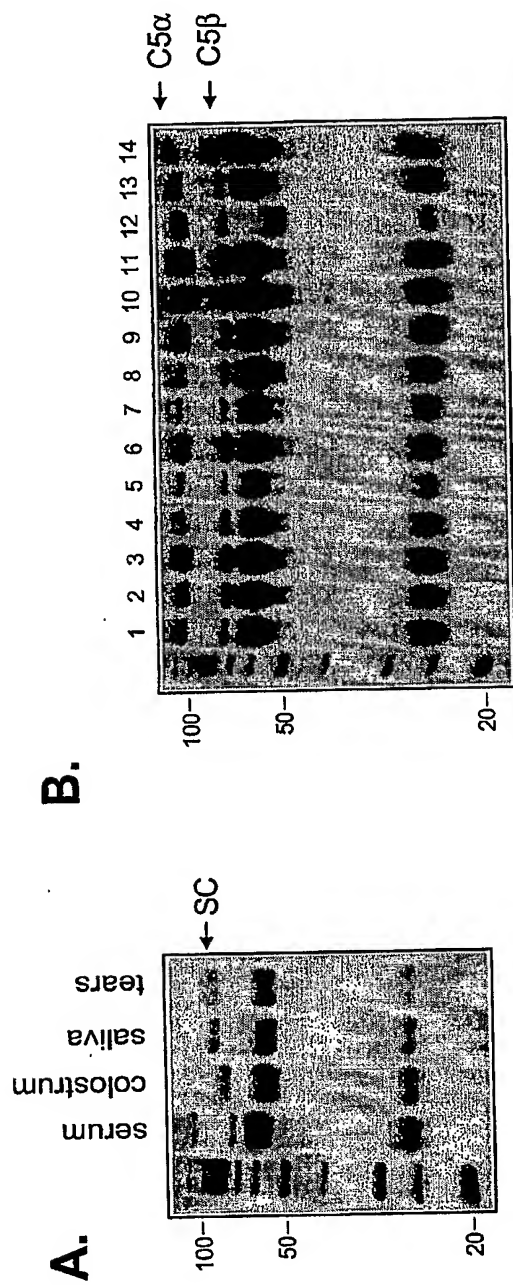 A.
serum
colostrum
saliva
tears
100-
50-
20-
←SC
B.
1 2 3 4 5 6 7 8 9 10 11 12 13 14
100-
50-
20-
← C5α
← C5β